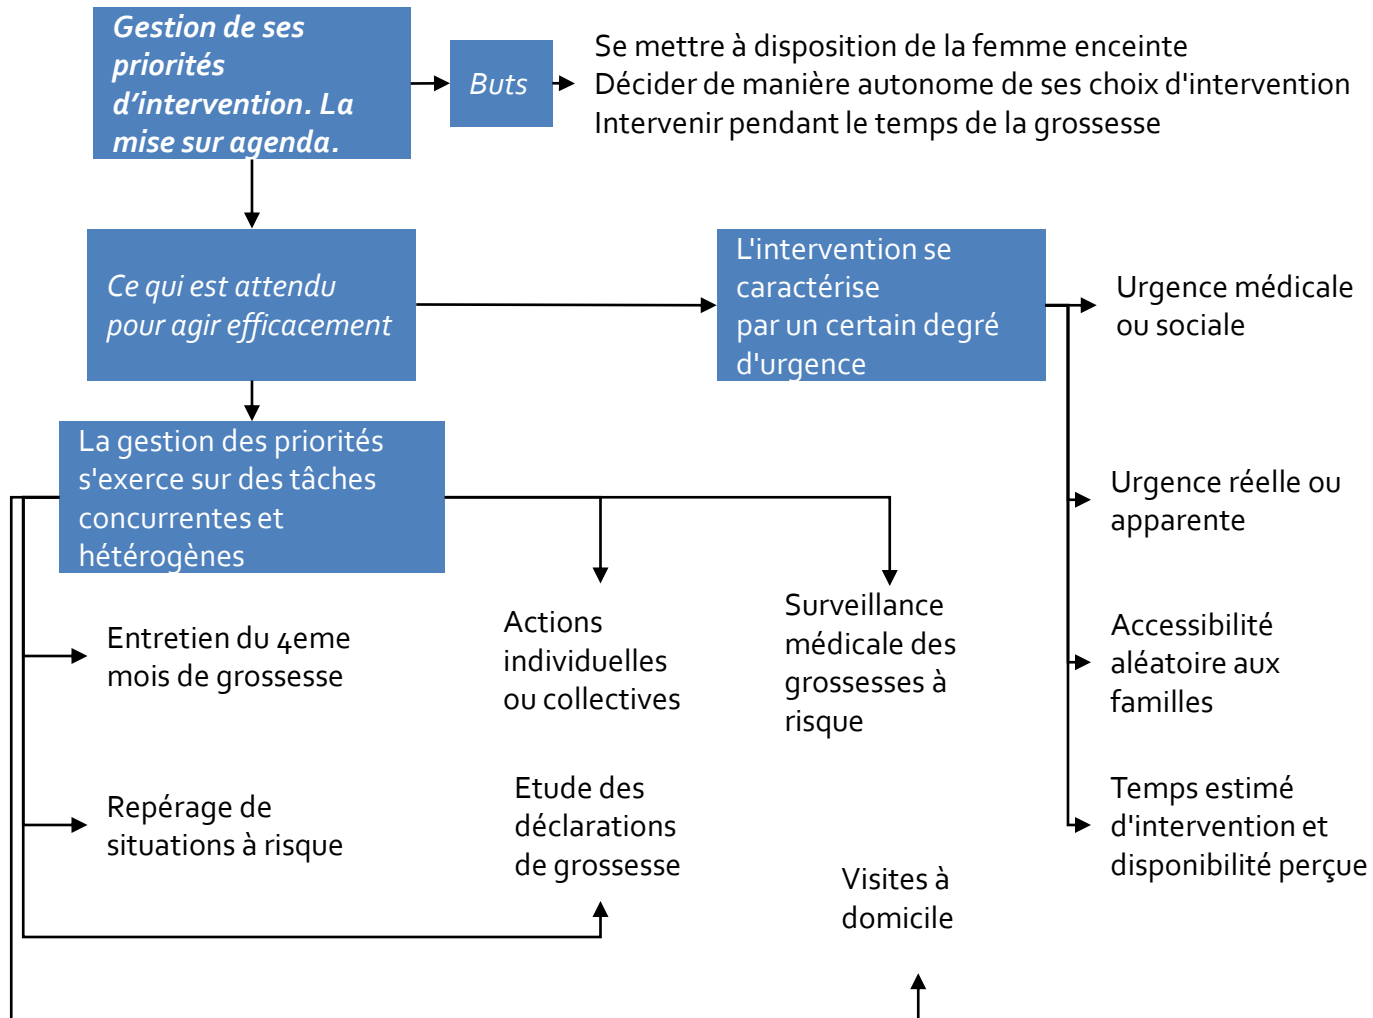 Gestion de ses
priorités
d’intervention. La
mise sur agenda.
Buts
Se mettre à disposition de la femme enceinte
Décider de manière autonome de ses choix d'intervention
Intervenir pendant le temps de la grossesse
Ce qui est attendu
pour agir efficacement
L'intervention se
caractérise
par un certain degré
d'urgence
Urgence médicale
ou sociale
Urgence réelle ou
apparente
Accessibilité
aléatoire aux
familles
Temps estimé
d'intervention et
disponibilité perçue
La gestion des priorités
s'exerce sur des tâches
concurrentes et
hétérogènes
Entretien du 4eme
mois de grossesse
Actions
individuelles
ou collectives
Surveillance
médicale des
grossesses à
risque
Repérage de
situations à risque
Etude des
déclarations
de grossesse
Visites à
domicile